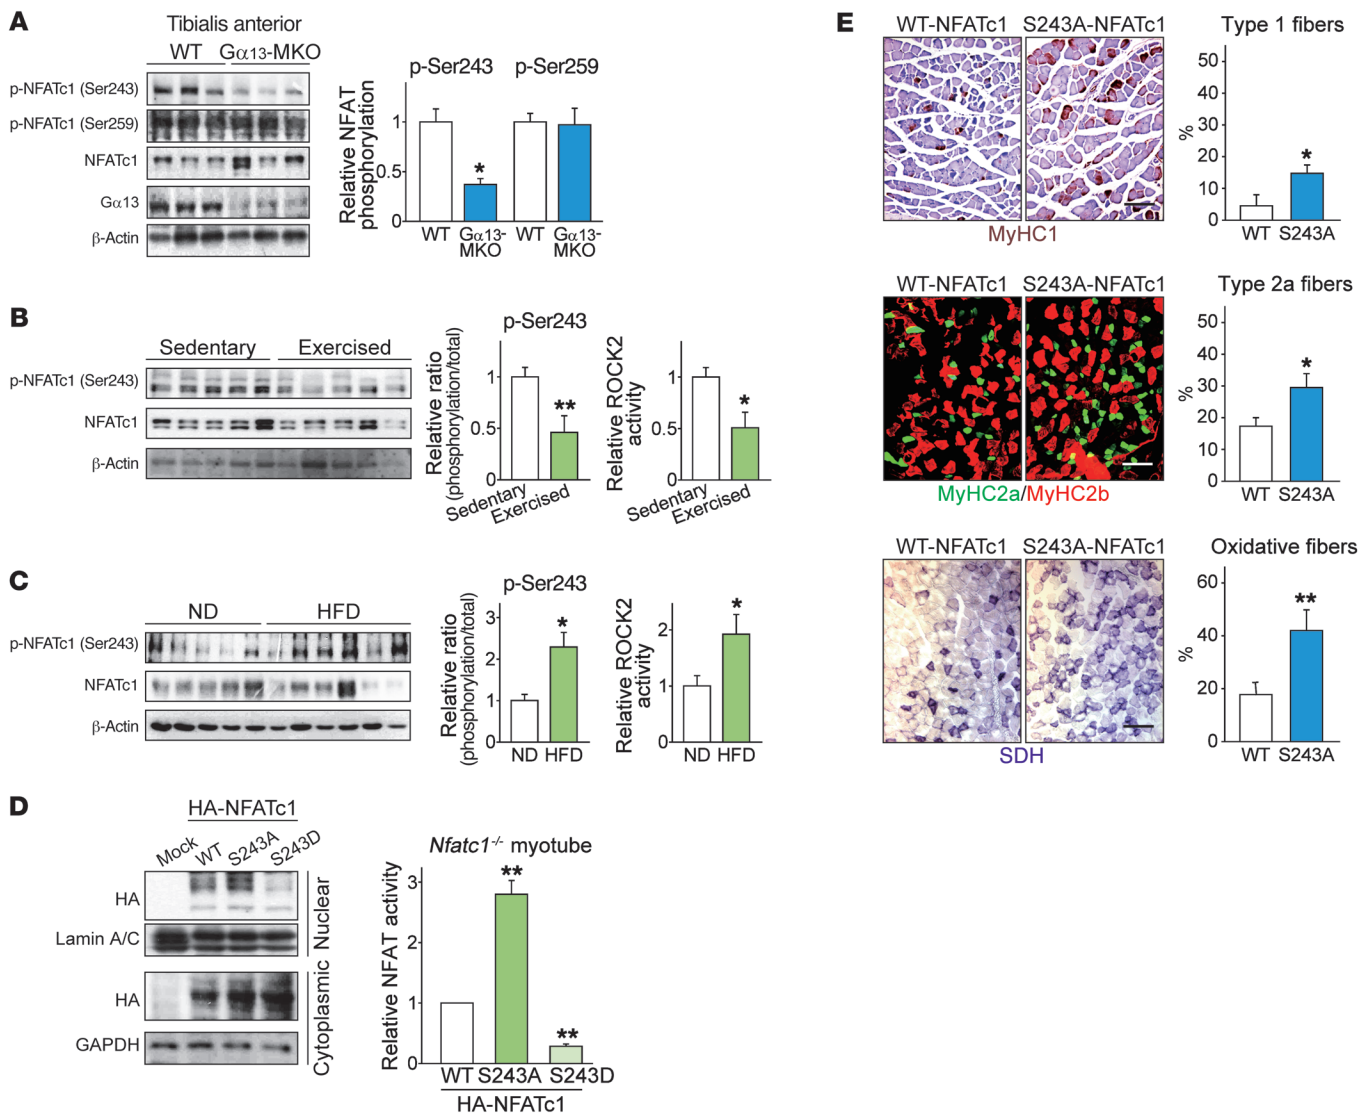 A
Tibialis anterior
WT Gα13-MKO
p-NFATc1 (Ser243)
p-NFATc1 (Ser259)
NFATc1
Gα13
β-Actin
Relative NFAT
phosphorylation
p-Ser243 p-Ser259
1
0.5
0
* 
WT Gα13-
MKO
WT Gα13-
MKO
B
Sedentary Exercised
p-NFATc1 (Ser243)
NFATc1
β-Actin
p-Ser243
Relative ratio
(phosphorylation/total)
1
0.5
0
**
Sedentary
Exercised
Relative ROCK2
activity
1
0.5
0
*
Sedentary
Exercised
C
ND HFD
p-NFATc1 (Ser243)
NFATc1
β-Actin
p-Ser243
Relative ratio
(phosphorylation/total)
3
2
1
0
*
ND HFD
Relative ROCK2
activity
2
1
0
*
ND HFD
D
HA-NFATc1
Mock WT S243A S243D
HA
Lamin A/C
Nuclear
HA
GAPDH
Cytoplasmic
Nfatc1-/- myotube
Relative NFAT activity
3
2
1
0
**
**
WT S243A S243D
HA-NFATc1
E
WT-NFATc1 S243A-NFATc1
MyHC1
Type 1 fibers
%
50
40
30
20
10
0
*
WT S243A
WT-NFATc1 S243A-NFATc1
MyHC2a/MyHC2b
Type 2a fibers
%
50
40
30
20
10
0
*
WT S243A
WT-NFATc1 S243A-NFATc1
SDH
Oxidative fibers
%
60
40
20
0
**
WT S243A